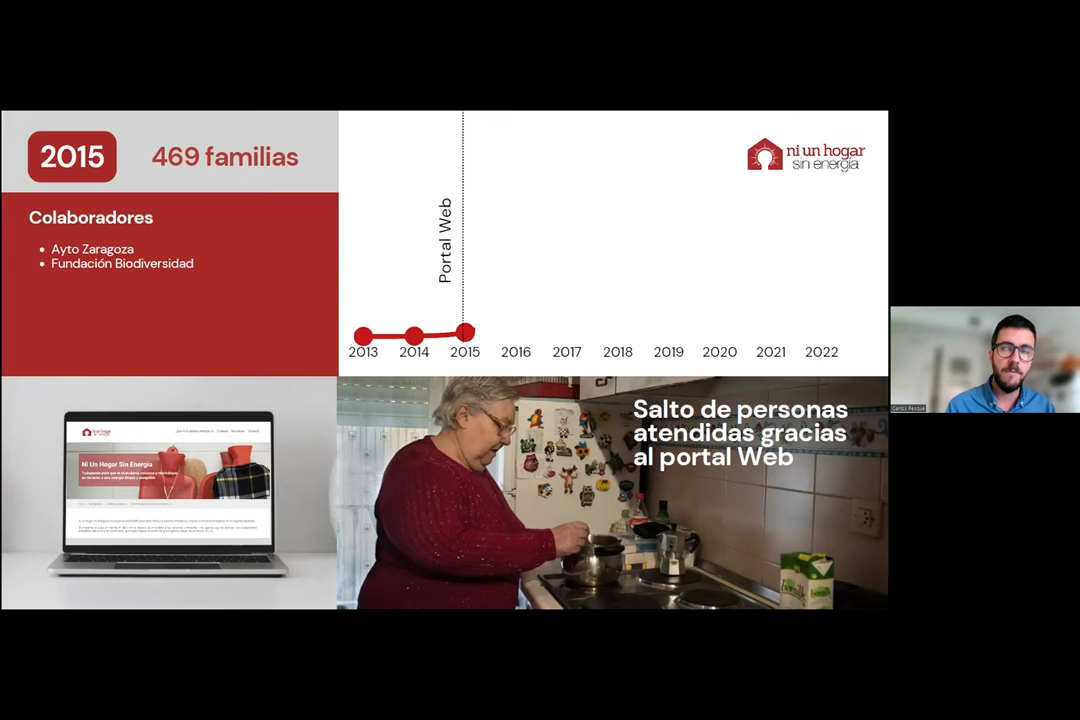 2015
469 familias
Colaboradores
Ayto Zaragoza
Fundación Biodiversidad
Portal Web
2013 2014 2015 2016 2017 2018 2019 2020 2021 2022
ni un hogar
sin energía
Ni Un Hogar Sin Energía
Salto de personas
atendidas gracias
al portal Web